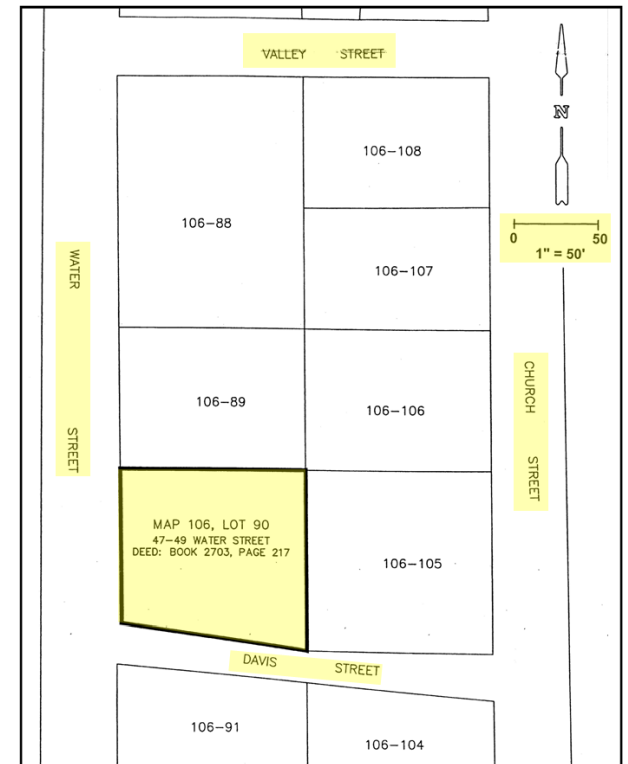 VALLEY STREET
N
106-108
0 50
1" = 50'
106-88
WATER STREET
106-107
CHURCH STREET
106-89
106-106
MAP 106, LOT 90
47-49 WATER STREET
DEED: BOOK 2703, PAGE 217
106-105
DAVIS STREET
106-91
106-104